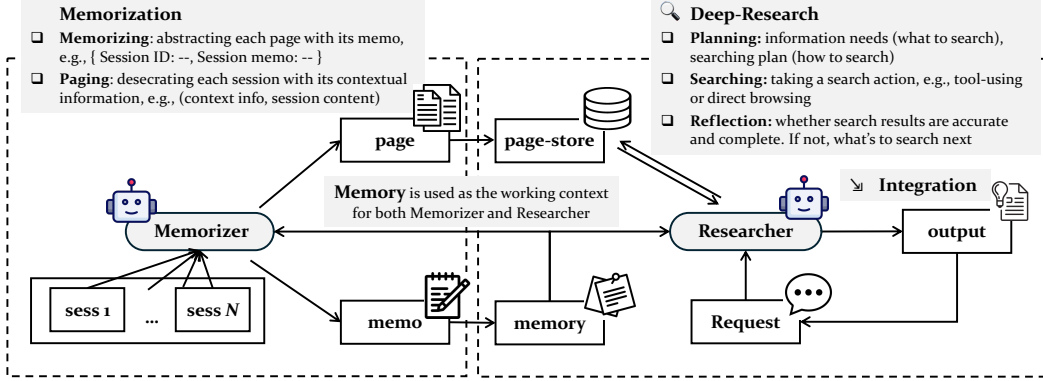 Memorization
❑ Memorizing: abstracting each page with its memo,
e.g., { Session ID: --, Session memo: -- }
❑ Paging: desecrating each session with its contextual
information, e.g., (context info, session content)
Deep-Research
❑ Planning: information needs (what to search),
searching plan (how to search)
❑ Searching: taking a search action, e.g., tool-using
or direct browsing
❑ Reflection: whether search results are accurate
and complete. If not, what's to search next
page
page-store
Memory is used as the working context
for both Memorizer and Researcher
⇲ Integration
Memorizer
Researcher
output
sess 1
...
sess N
memo
memory
Request